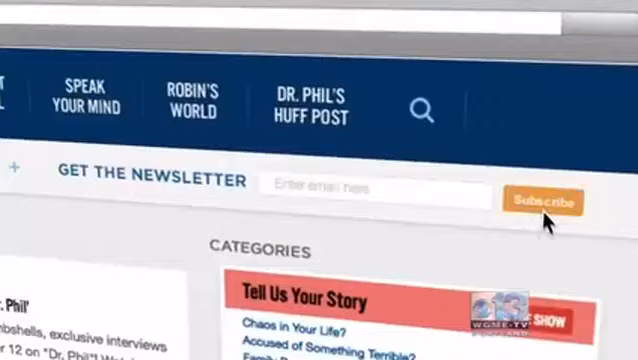 SPEAK
YOUR MIND
ROBIN'S
WORLD
DR. PHIL'S
HUFF POST
GET THE NEWSLETTER
Enter email here
Subscribe
CATEGORIES
Tell Us Your Story
SHOW
Chaos in Your Life?
Accused of Something Terrible?
13
WGME-TV
PORTLAND
Phil'
exclusive interviews
12 on "Dr. Phil"!